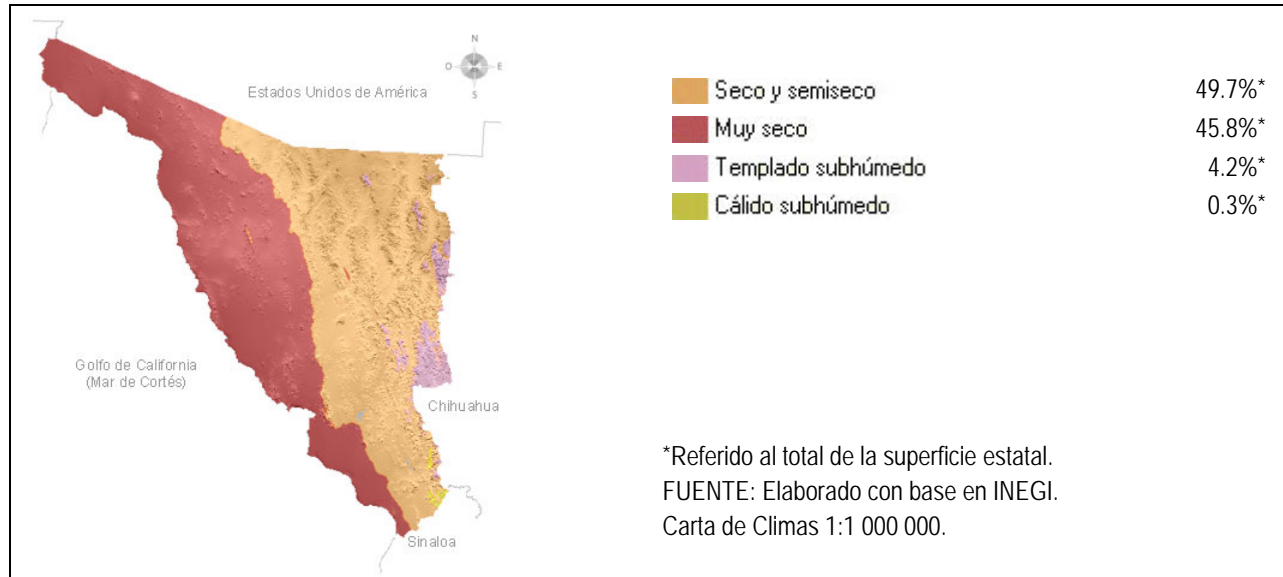 N
O
E
S
Estados Unidos de América
Golfo de California
(Mar de Cortés)
Chihuahua
Sinaloa
Seco y semiseco 49.7%*
Muy seco 45.8%*
Templado subhúmedo 4.2%*
Cálido subhúmedo 0.3%*
*Referido al total de la superficie estatal.
FUENTE: Elaborado con base en INEGI.
Carta de Climas 1:1 000 000.